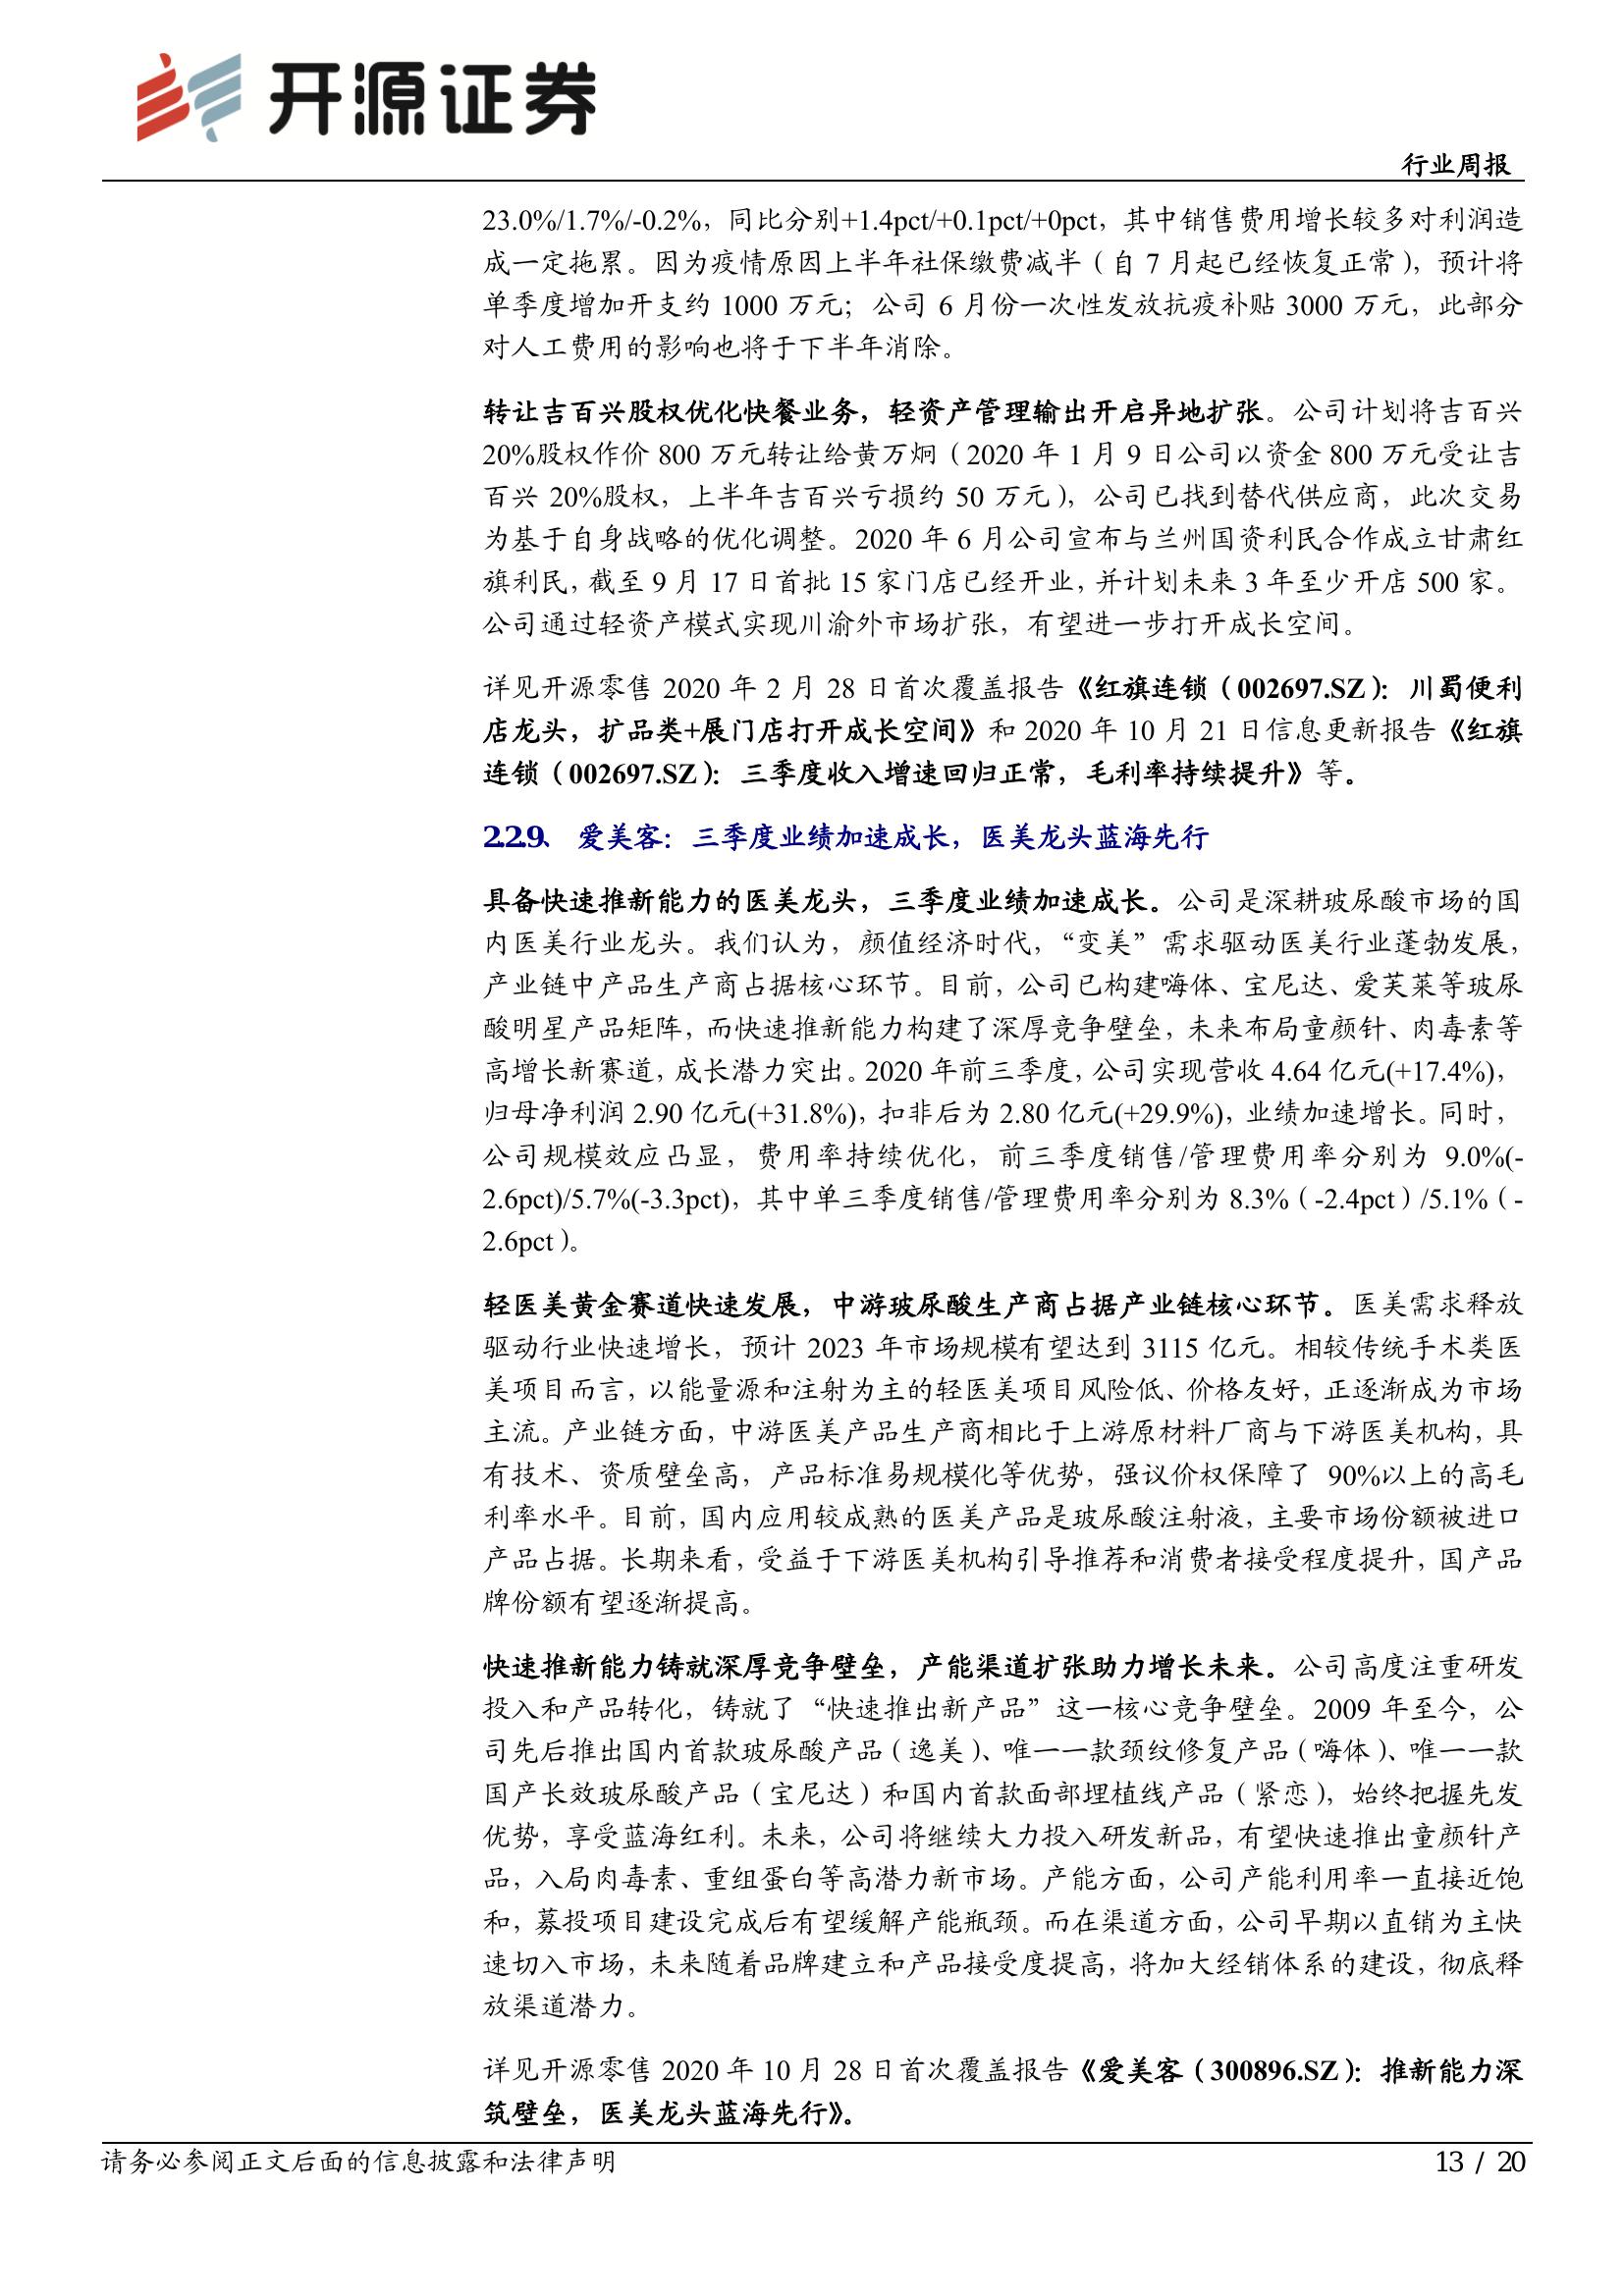 开源证券
行业周报
23.0%/1.7%/-0.2%，同比分别+1.4pct/+0.1pct/+0pct，其中销售费用增长较多对利润造
成一定拖累。因为疫情原因上半年社保缴费减半（自 7 月起已经恢复正常），预计将
单季度增加开支约 1000 万元；公司 6 月份一次性发放抗疫补贴 3000 万元，此部分
对人工费用的影响也将于下半年消除。
转让吉百兴股权优化快餐业务，轻资产管理输出开启异地扩张。公司计划将吉百兴
20%股权作价 800 万元转让给黄万炯（2020 年 1 月 9 日公司以资金 800 万元受让吉
百兴 20%股权，上半年吉百兴亏损约 50 万元），公司已找到替代供应商，此次交易
为基于自身战略的优化调整。2020 年 6 月公司宣布与兰州国资利民合作成立甘肃红
旗利民，截至 9 月 17 日首批 15 家门店已经开业，并计划未来 3 年至少开店 500 家。
公司通过轻资产模式实现川渝外市场扩张，有望进一步打开成长空间。
详见开源零售 2020 年 2 月 28 日首次覆盖报告《红旗连锁（002697.SZ）：川蜀便利
店龙头，扩品类+展门店打开成长空间》和 2020 年 10 月 21 日信息更新报告《红旗
连锁（002697.SZ）：三季度收入增速回归正常，毛利率持续提升》等。
2.2.9、 爱美客：三季度业绩加速成长，医美龙头蓝海先行
具备快速推新能力的医美龙头，三季度业绩加速成长。公司是深耕玻尿酸市场的国
内医美行业龙头。我们认为，颜值经济时代，“变美”需求驱动医美行业蓬勃发展，
产业链中产品生产商占据核心环节。目前，公司已构建嗨体、宝尼达、爱芙莱等玻尿
酸明星产品矩阵，而快速推新能力构建了深厚竞争壁垒，未来布局童颜针、肉毒素等
高增长新赛道，成长潜力突出。2020 年前三季度，公司实现营收 4.64 亿元(+17.4%)，
归母净利润 2.90 亿元(+31.8%)，扣非后为 2.80 亿元(+29.9%)，业绩加速增长。同时，
公司规模效应凸显，费用率持续优化，前三季度销售/管理费用率分别为 9.0%(-
2.6pct)/5.7%(-3.3pct)，其中单三季度销售/管理费用率分别为 8.3%（-2.4pct）/5.1%（-
2.6pct）。
轻医美黄金赛道快速发展，中游玻尿酸生产商占据产业链核心环节。医美需求释放
驱动行业快速增长，预计 2023 年市场规模有望达到 3115 亿元。相较传统手术类医
美项目而言，以能量源和注射为主的轻医美项目风险低、价格友好，正逐渐成为市场
主流。产业链方面，中游医美产品生产商相比于上游原材料厂商与下游医美机构，具
有技术、资质壁垒高，产品标准易规模化等优势，强议价权保障了 90%以上的高毛
利率水平。目前，国内应用较成熟的医美产品是玻尿酸注射液，主要市场份额被进口
产品占据。长期来看，受益于下游医美机构引导推荐和消费者接受程度提升，国产品
牌份额有望逐渐提高。
快速推新能力铸就深厚竞争壁垒，产能渠道扩张助力增长未来。公司高度注重研发
投入和产品转化，铸就了“快速推出新产品”这一核心竞争壁垒。2009 年至今，公
司先后推出国内首款玻尿酸产品（逸美）、唯一一款颈纹修复产品（嗨体）、唯一一款
国产长效玻尿酸产品（宝尼达）和国内首款面部埋植线产品（紧恋），始终把握先发
优势，享受蓝海红利。未来，公司将继续大力投入研发新品，有望快速推出童颜针产
品，入局肉毒素、重组蛋白等高潜力新市场。产能方面，公司产能利用率一直接近饱
和，募投项目建设完成后有望缓解产能瓶颈。而在渠道方面，公司早期以直销为主快
速切入市场，未来随着品牌建立和产品接受度提高，将加大经销体系的建设，彻底释
放渠道潜力。
详见开源零售 2020 年 10 月 28 日首次覆盖报告《爱美客（300896.SZ）：推新能力深
筑壁垒，医美龙头蓝海先行》。
请务必参阅正文后面的信息披露和法律声明
13 / 20